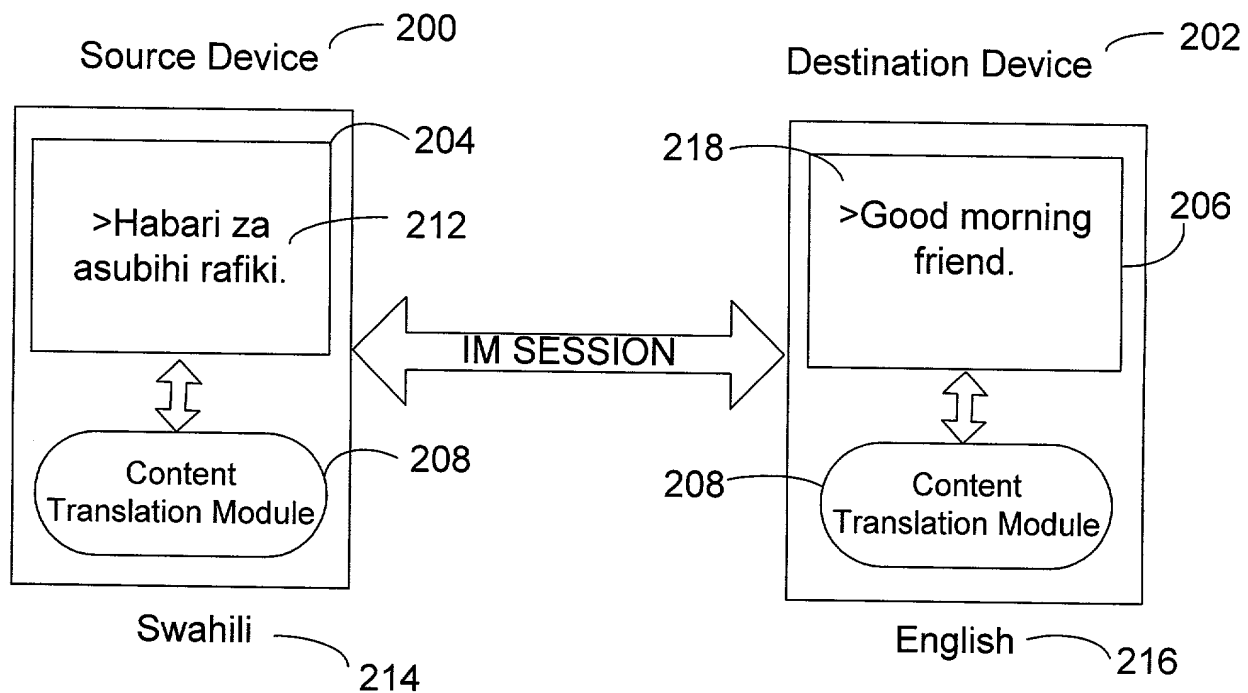 Source Device
200
Destination Device
202
204
>Habari za
asubihi rafiki.
212
218
>Good morning
friend.
206
IM SESSION
Content
Translation Module
208
208
Content
Translation Module
Swahili
214
English
216